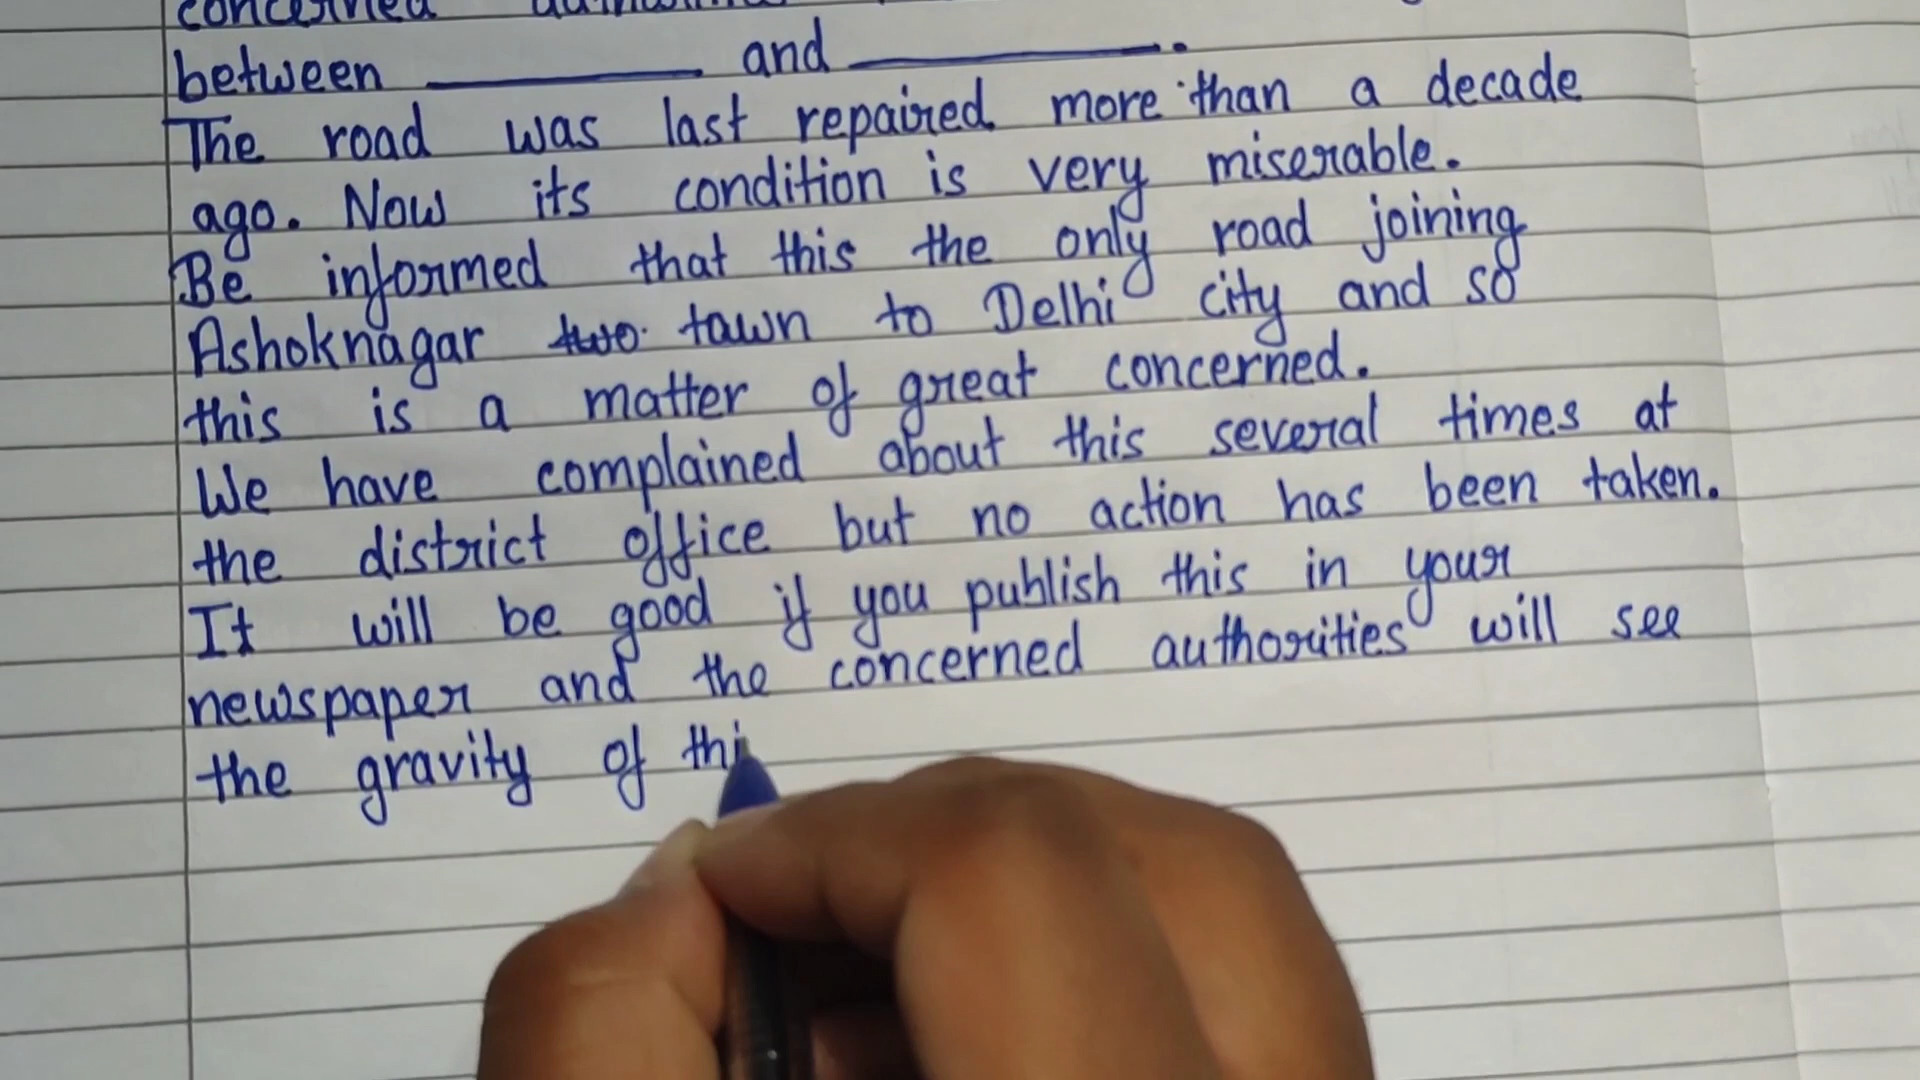 concerned
between ________ and ________.
The road was last repaired more than a decade
ago. Now its condition is very miserable.
Be informed that this the only road joining
Ashoknagar two town to Delhi city and so
this is a matter of great concerned.
We have complained about this several times at
the district office but no action has been taken.
It will be good if you publish this in your
newspaper and the concerned authorities will see
the gravity of thi